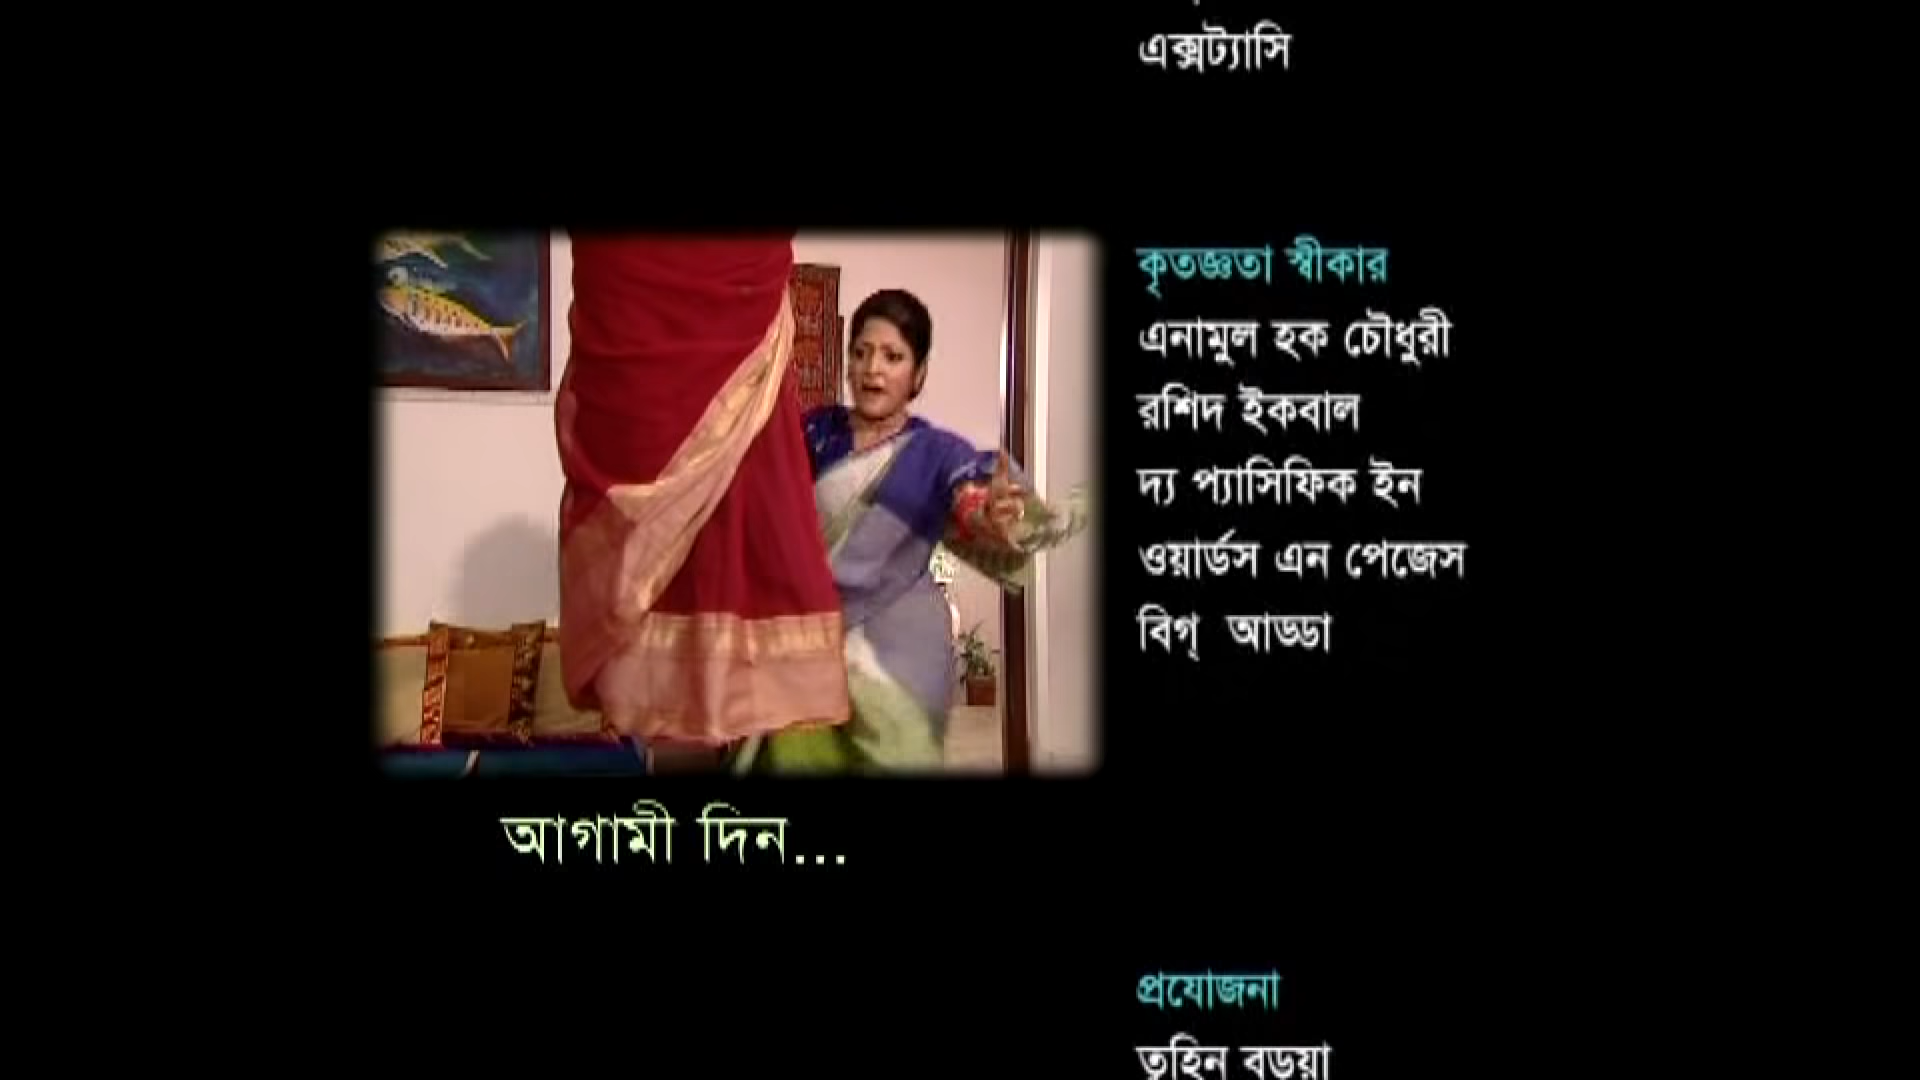 এক্সট্যাসি
কৃতজ্ঞতা স্বীকার
এনামুল হক চৌধুরী
রশিদ ইকবাল
দ্য প্যাসিফিক ইন
ওয়ার্ডস এন পেজেস
বিগ্ আড্ডা
আগামী দিন...
প্রযোজনা
তুহিন বড়ুয়া